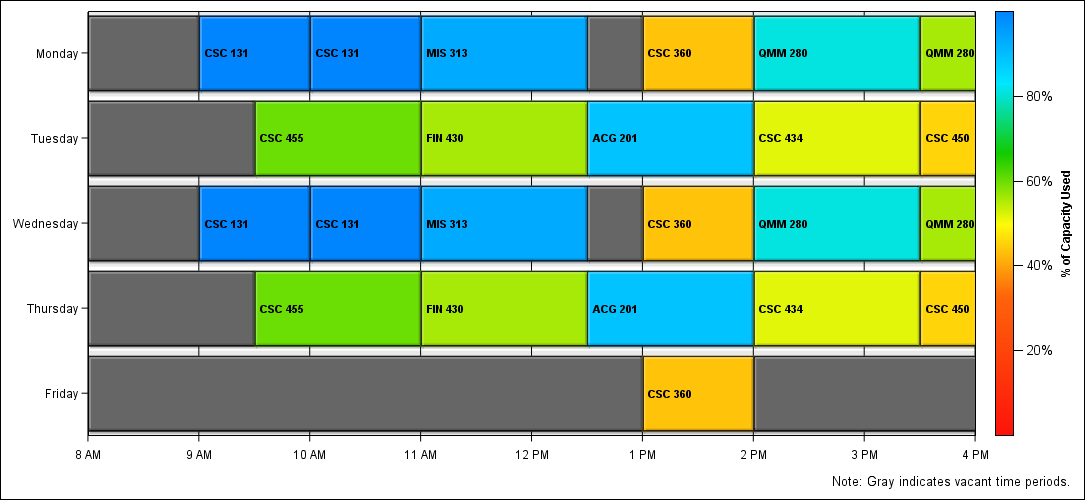 Monday CSC 131 CSC 131 MIS 313 CSC 360 QMM 280 QMM 280
Tuesday CSC 455 FIN 430 ACG 201 CSC 434 CSC 450
Wednesday CSC 131 CSC 131 MIS 313 CSC 360 QMM 280 QMM 280
Thursday CSC 455 FIN 430 ACG 201 CSC 434 CSC 450
Friday CSC 360
8 AM 9 AM 10 AM 11 AM 12 PM 1 PM 2 PM 3 PM 4 PM
80%
60%
40%
20%
% of Capacity Used
Note: Gray indicates vacant time periods.